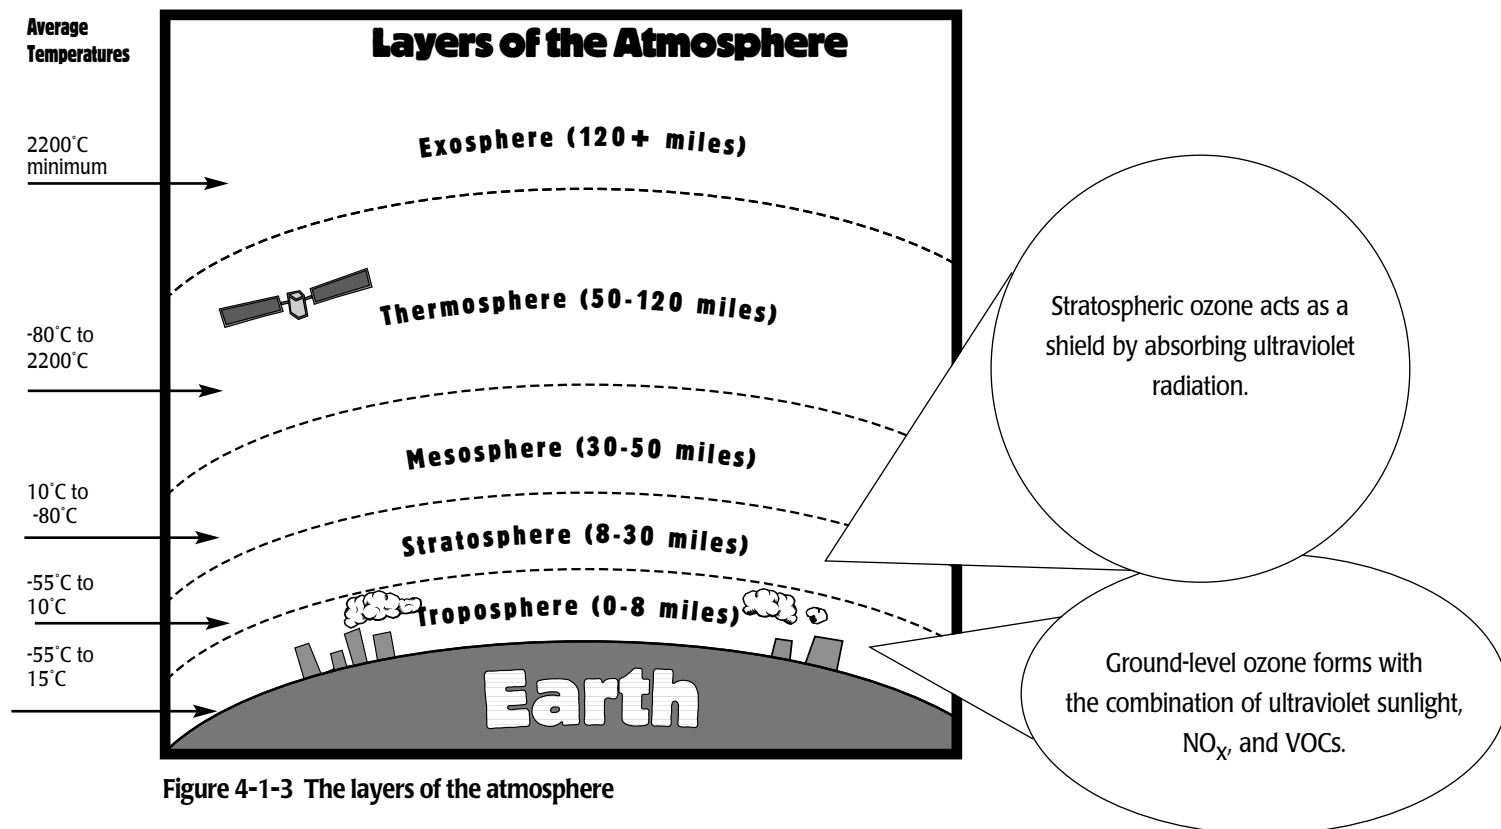 Average
Temperatures
Layers of the Atmosphere
2200°C
minimum
Exosphere (120+ miles)
-80°C to
2200°C
Thermosphere (50-120 miles)
10°C to
-80°C
Mesosphere (30-50 miles)
-55°C to
10°C
Stratosphere (8-30 miles)
-55°C to
15°C
Troposphere (0-8 miles)
Earth
Stratospheric ozone acts as a
shield by absorbing ultraviolet
radiation.
Ground-level ozone forms with
the combination of ultraviolet sunlight,
NOx, and VOCs.
Figure 4-1-3 The layers of the atmosphere